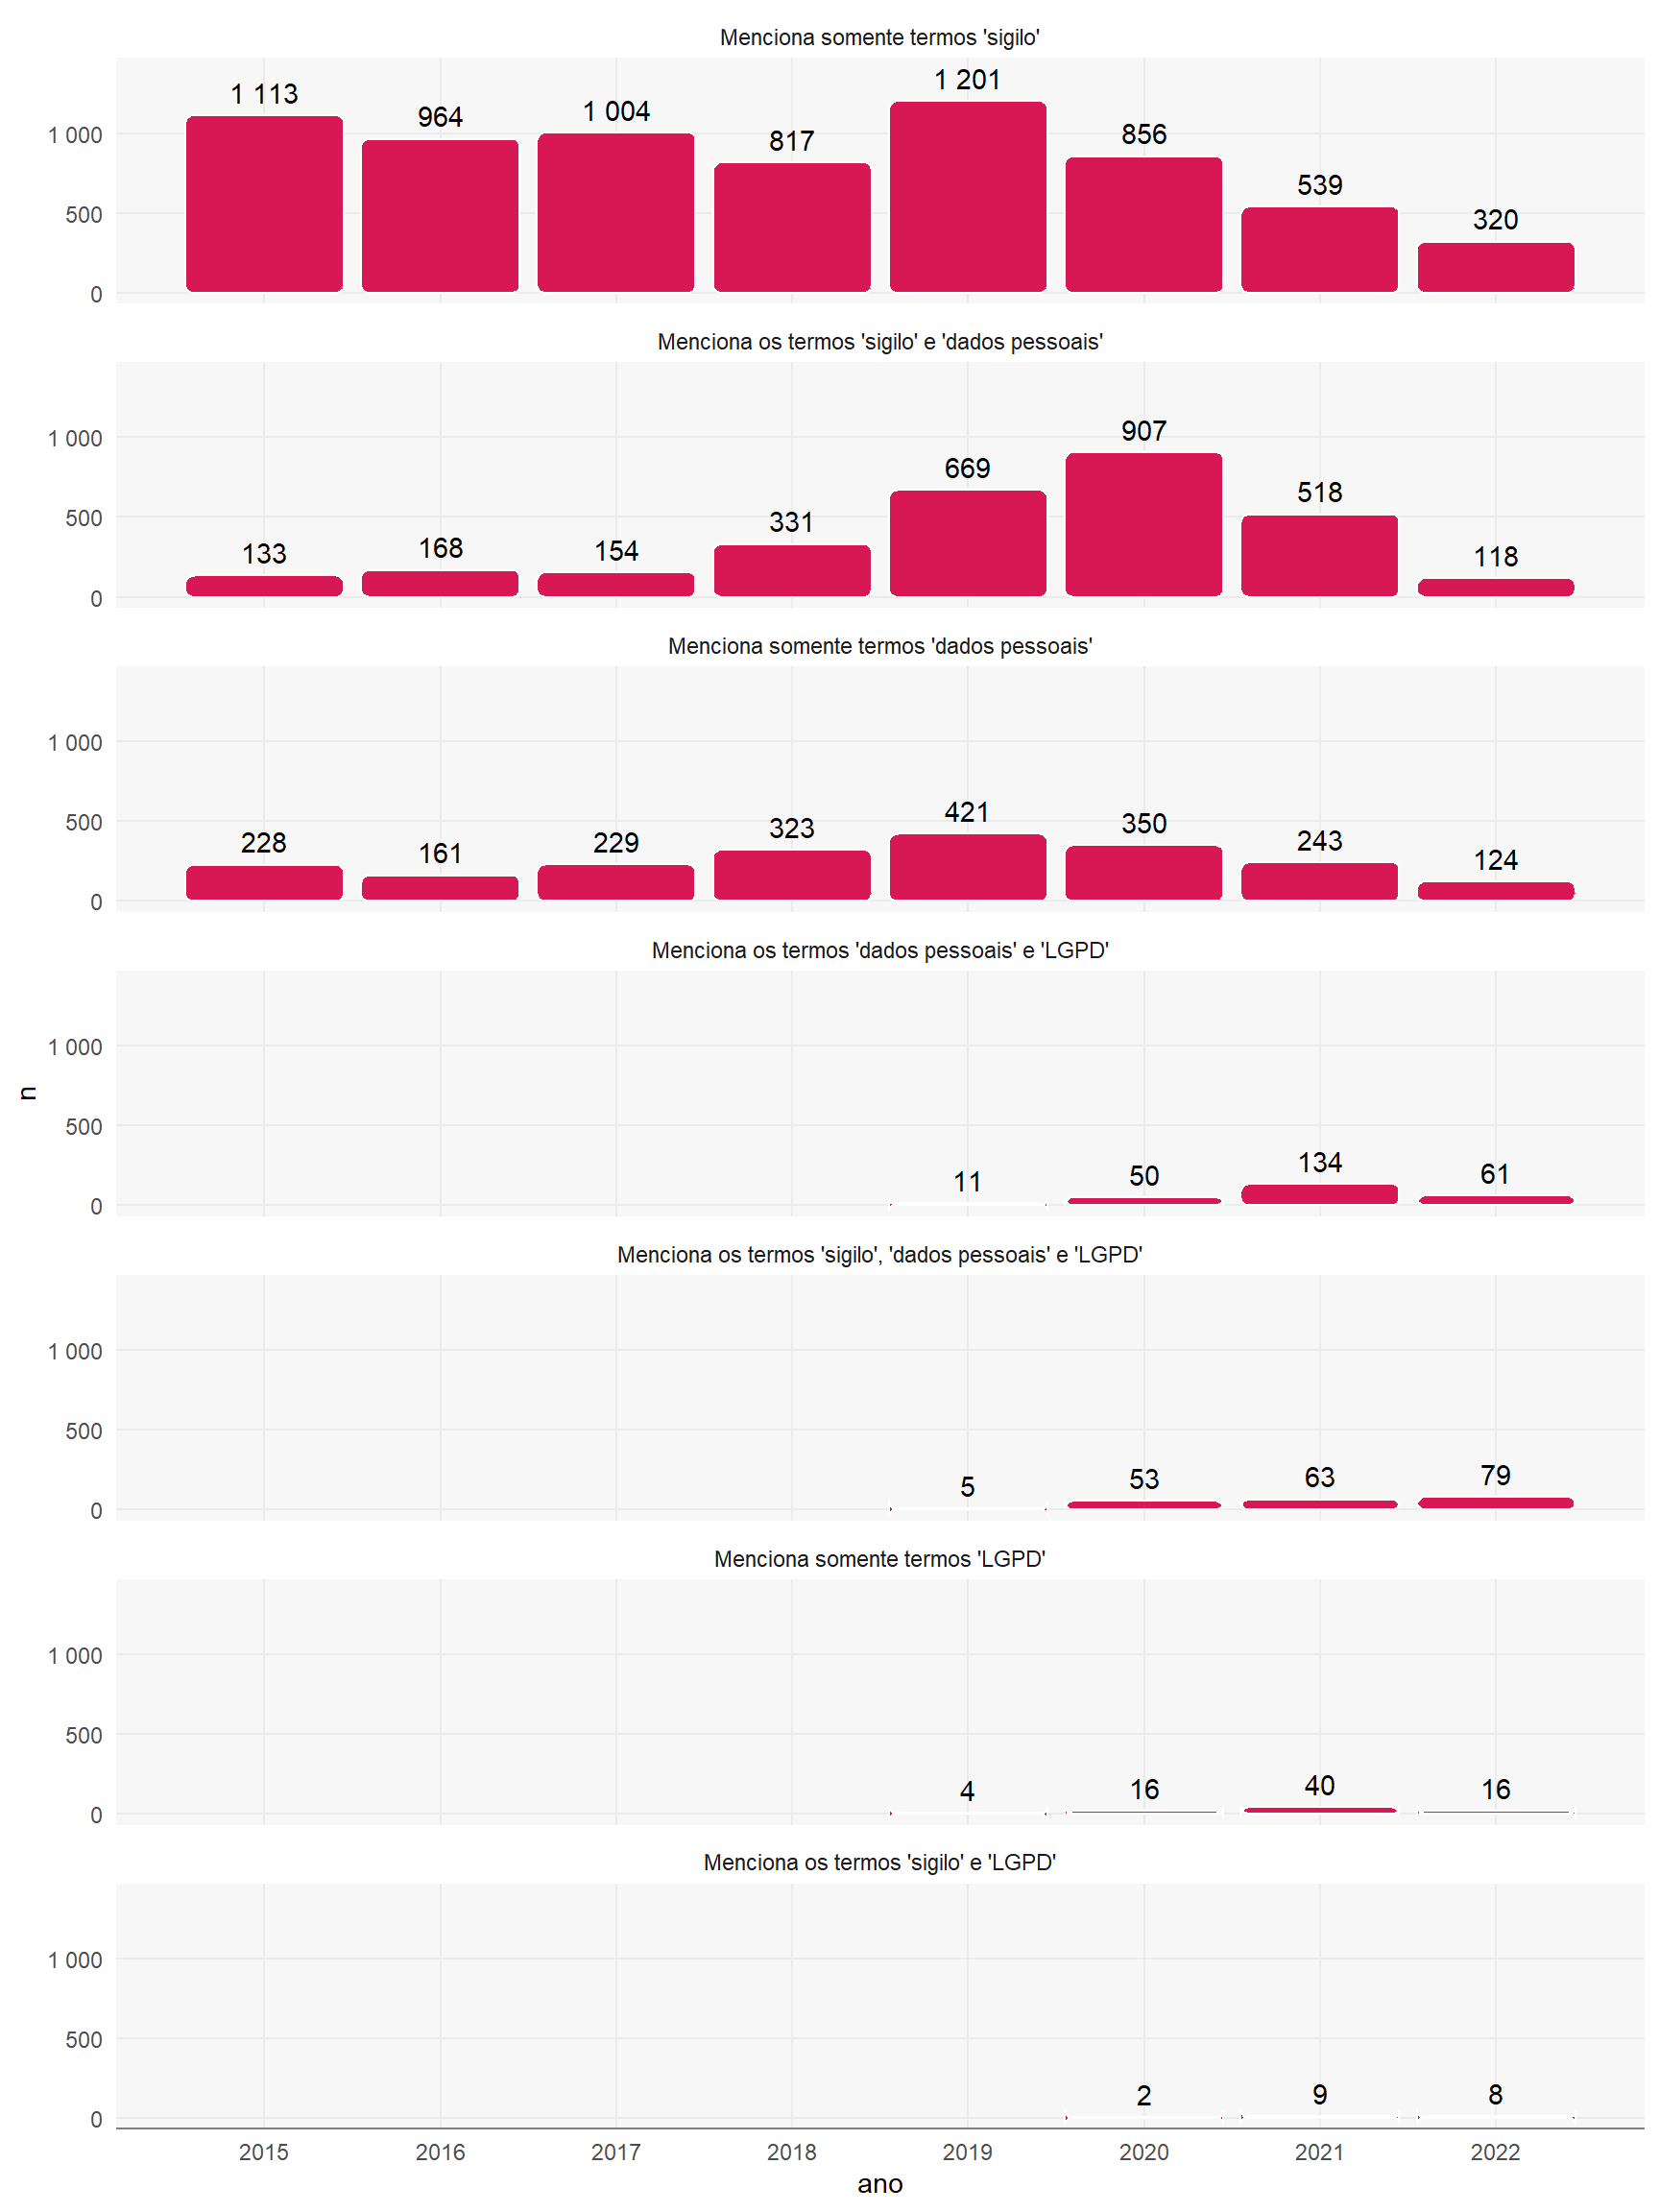 Menciona somente termos 'sigilo'
1 113 964 1 004 817 1 201 856 539 320
1 000
500
0
Menciona os termos 'sigilo' e 'dados pessoais'
133 168 154 331 669 907 518 118
1 000
500
0
Menciona somente termos 'dados pessoais'
228 161 229 323 421 350 243 124
1 000
500
0
Menciona os termos 'dados pessoais' e 'LGPD'
11 50 134 61
1 000
500
0
n
Menciona os termos 'sigilo', 'dados pessoais' e 'LGPD'
5 53 63 79
1 000
500
0
Menciona somente termos 'LGPD'
4 16 40 16
1 000
500
0
Menciona os termos 'sigilo' e 'LGPD'
2 9 8
1 000
500
0
2015 2016 2017 2018 2019 2020 2021 2022
ano